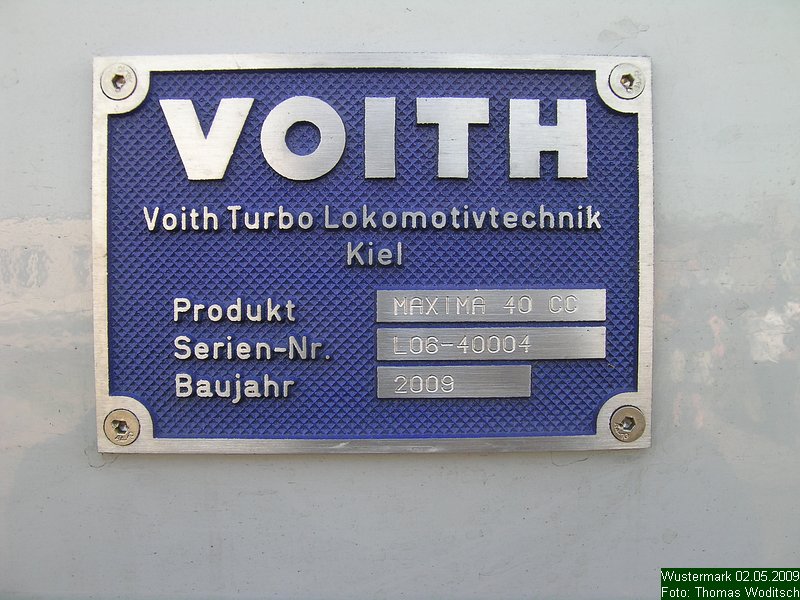 VOITH
Voith Turbo Lokomotivtechnik
Kiel
Produkt MAXIMA 40 CC
Serien-Nr. L06-40004
Baujahr 2009
Wustermark 02.05.2009
Foto: Thomas Woditsch